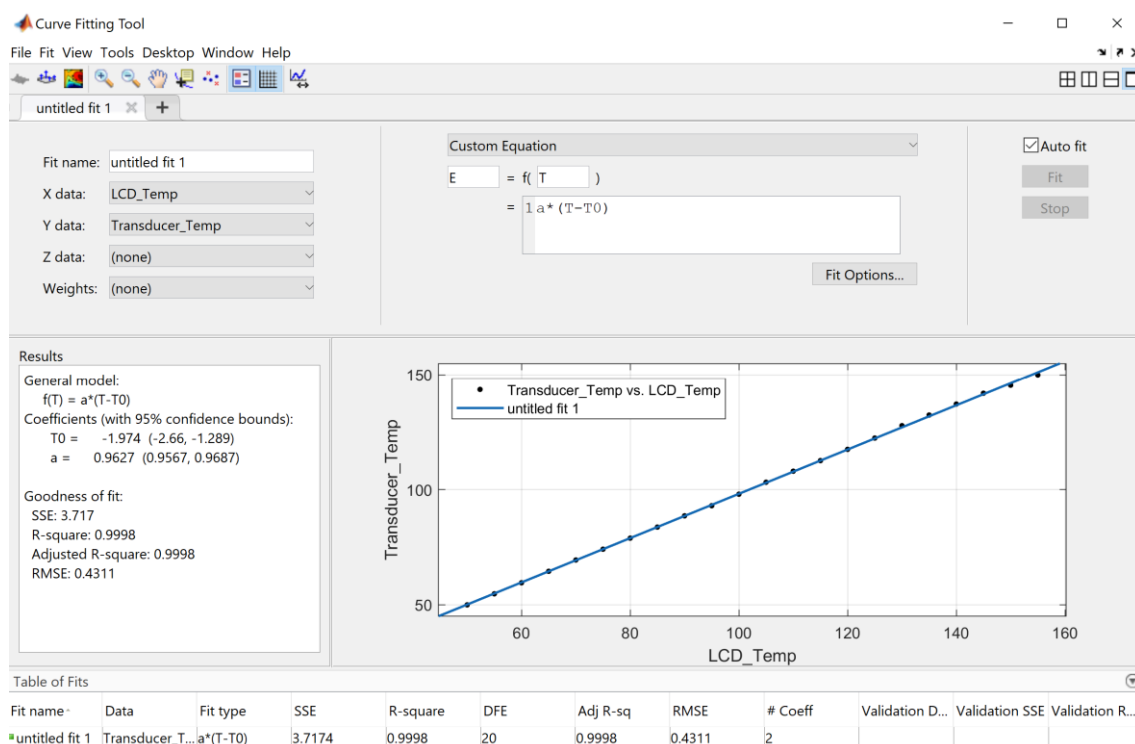 Curve Fitting Tool
File Fit View Tools Desktop Window Help
untitled fit 1
Fit name: untitled fit 1
X data: LCD_Temp
Y data: Transducer_Temp
Z data: (none)
Weights: (none)
Custom Equation
E = f( T )
= 1 a*(T-T0)
Fit Options...
Auto fit
Fit
Stop
Results
General model:
f(T) = a*(T-T0)
Coefficients (with 95% confidence bounds):
T0 = -1.974 (-2.66, -1.289)
a = 0.9627 (0.9567, 0.9687)
Goodness of fit:
SSE: 3.717
R-square: 0.9998
Adjusted R-square: 0.9998
RMSE: 0.4311
Transducer_Temp vs. LCD_Temp
untitled fit 1
Transducer_Temp
150
100
50
60 80 100 120 140 160
LCD_Temp
Table of Fits
Fit name Data Fit type SSE R-square DFE Adj R-sq RMSE # Coeff Validation D... Validation SSE Validation R...
untitled fit 1 Transducer_T... a*(T-T0) 3.7174 0.9998 20 0.9998 0.4311 2